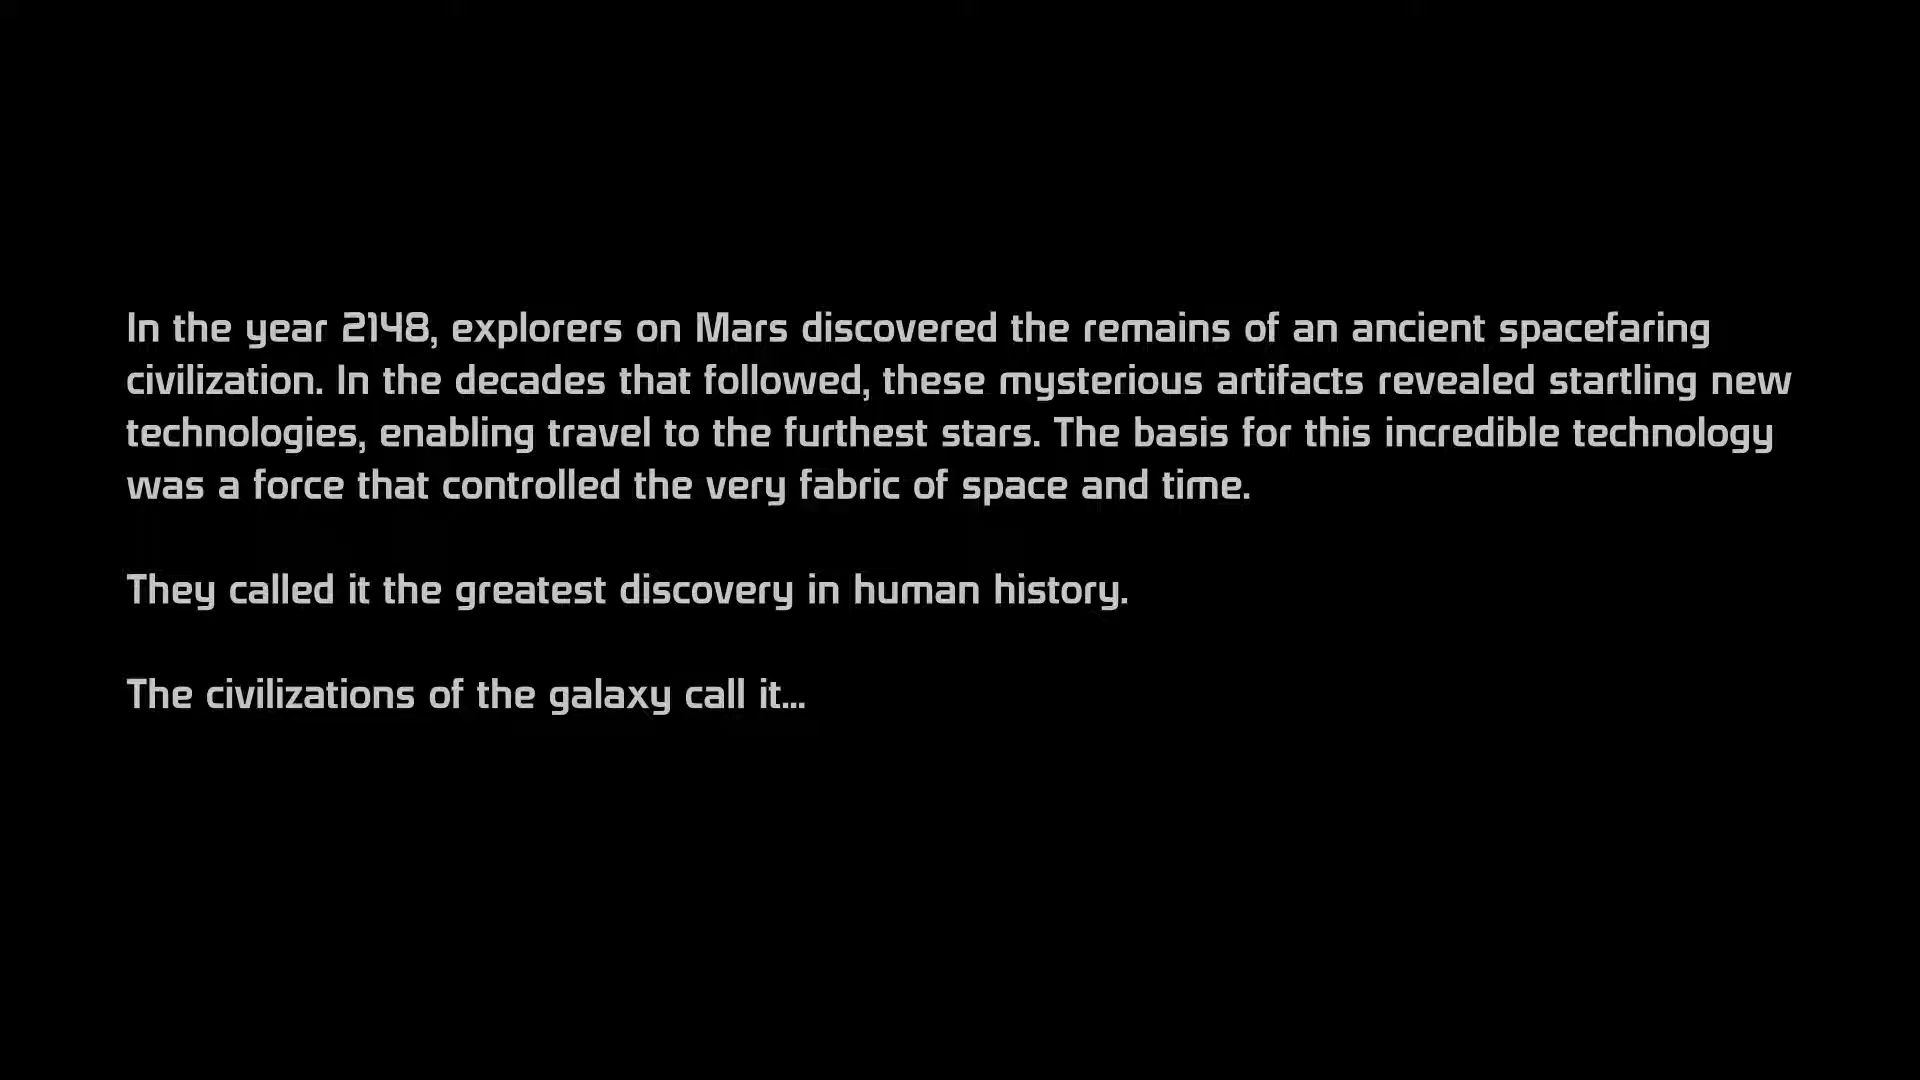 In the year 2148, explorers on Mars discovered the remains of an ancient spacefaring
civilization. In the decades that followed, these mysterious artifacts revealed startling new
technologies, enabling travel to the furthest stars. The basis for this incredible technology
was a force that controlled the very fabric of space and time.
They called it the greatest discovery in human history.
The civilizations of the galaxy call it...